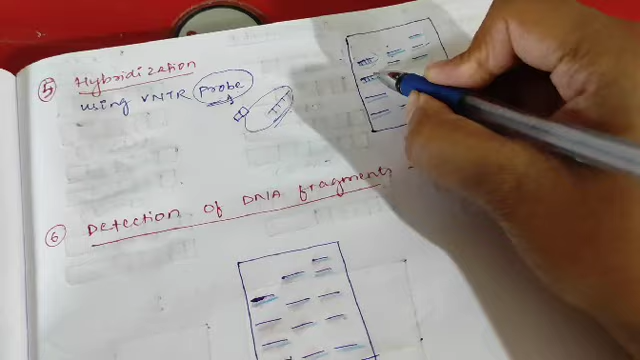 5 Hybridization
using VNTR probe
6 Detection of DNA fragments -